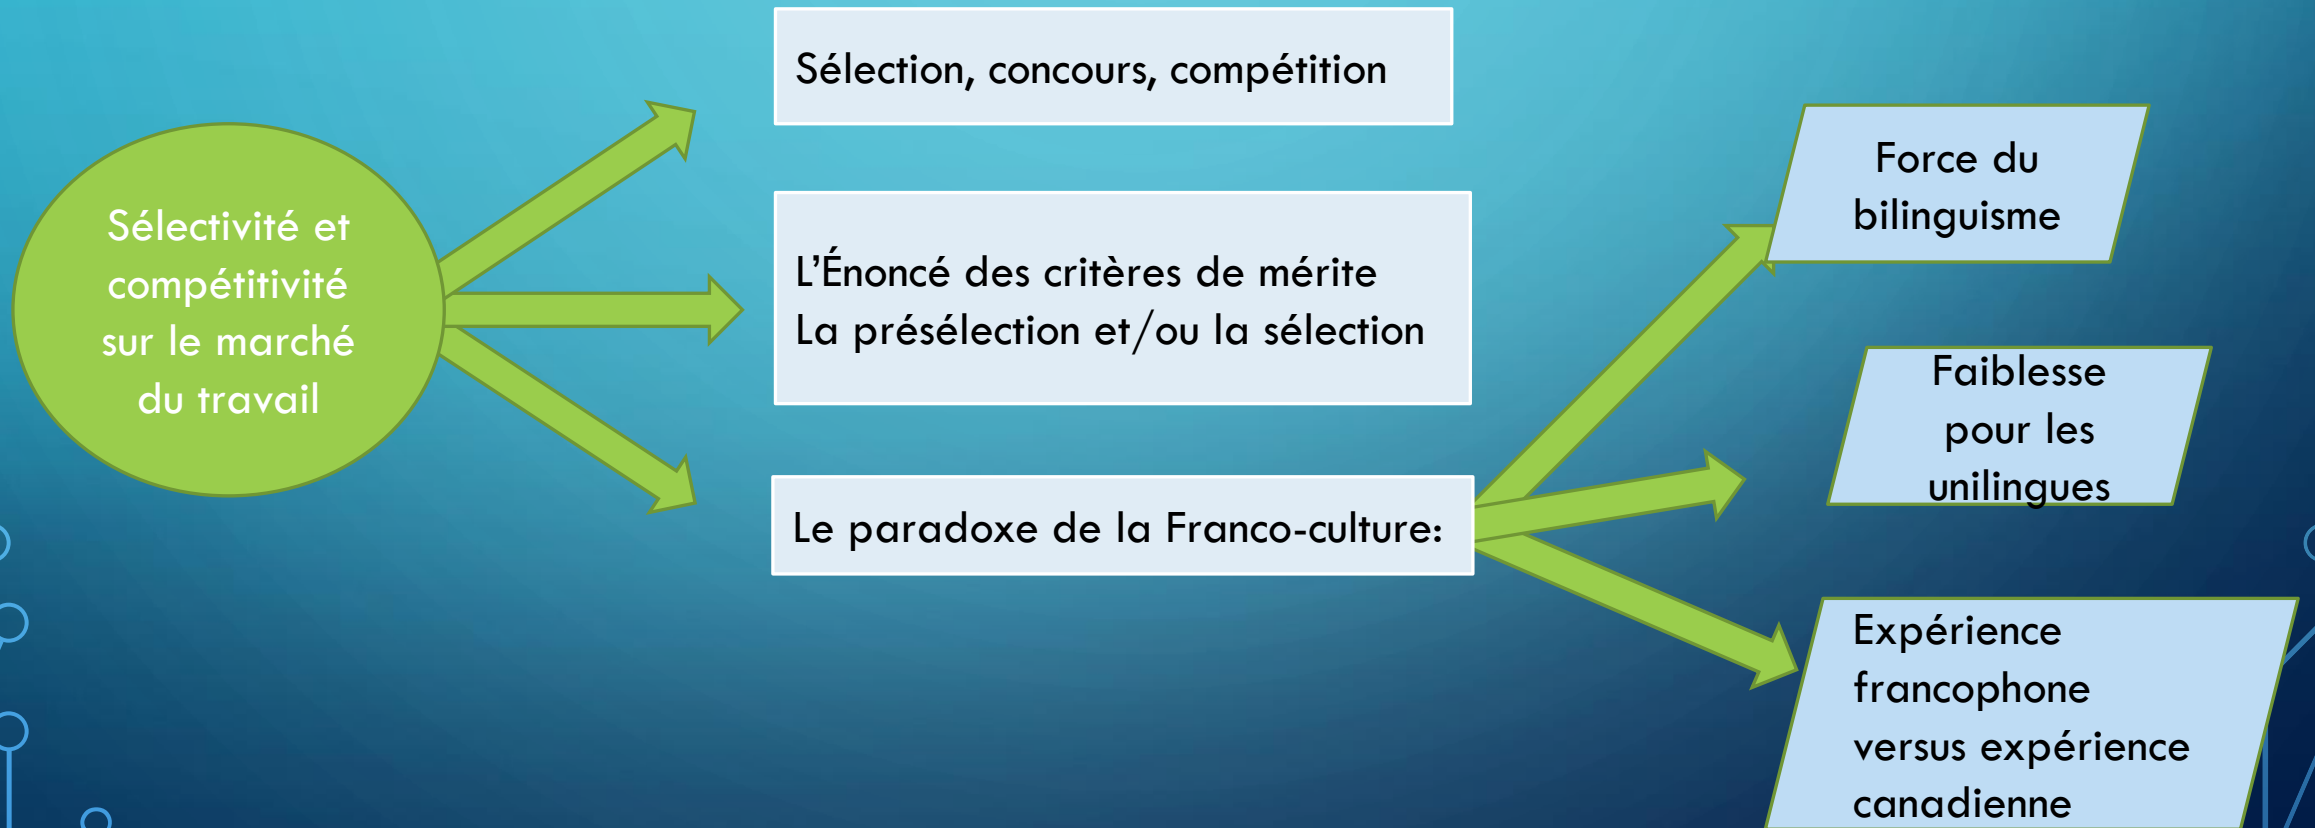 Sélectivité et
compétitivité
sur le marché
du travail
Sélection, concours, compétition
L’Énoncé des critères de mérite
La présélection et/ou la sélection
Le paradoxe de la Franco-culture:
Force du
bilinguisme
Faiblesse
pour les
unilingues
Expérience
francophone
versus expérience
canadienne